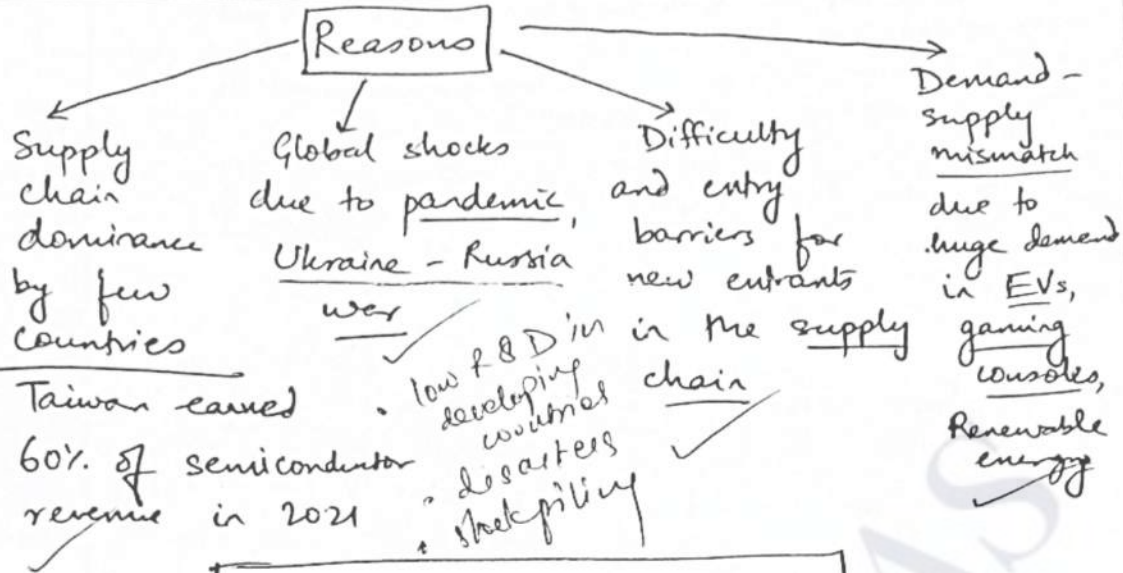 Reasons
Supply
chain
dominance
by few
countries
Taiwan earned
60% of semiconductor
revenue in 2021
Global shocks
due to pandemic,
Ukraine - Russia
war
Difficulty
and entry
barriers for
new entrants
in the supply
chain
Demand -
supply
mismatch
due to
huge demand
in EVs,
gaming
consoles,
Renewable
energy
. low R&D in
developing
countries
. disasters
. stockpiling